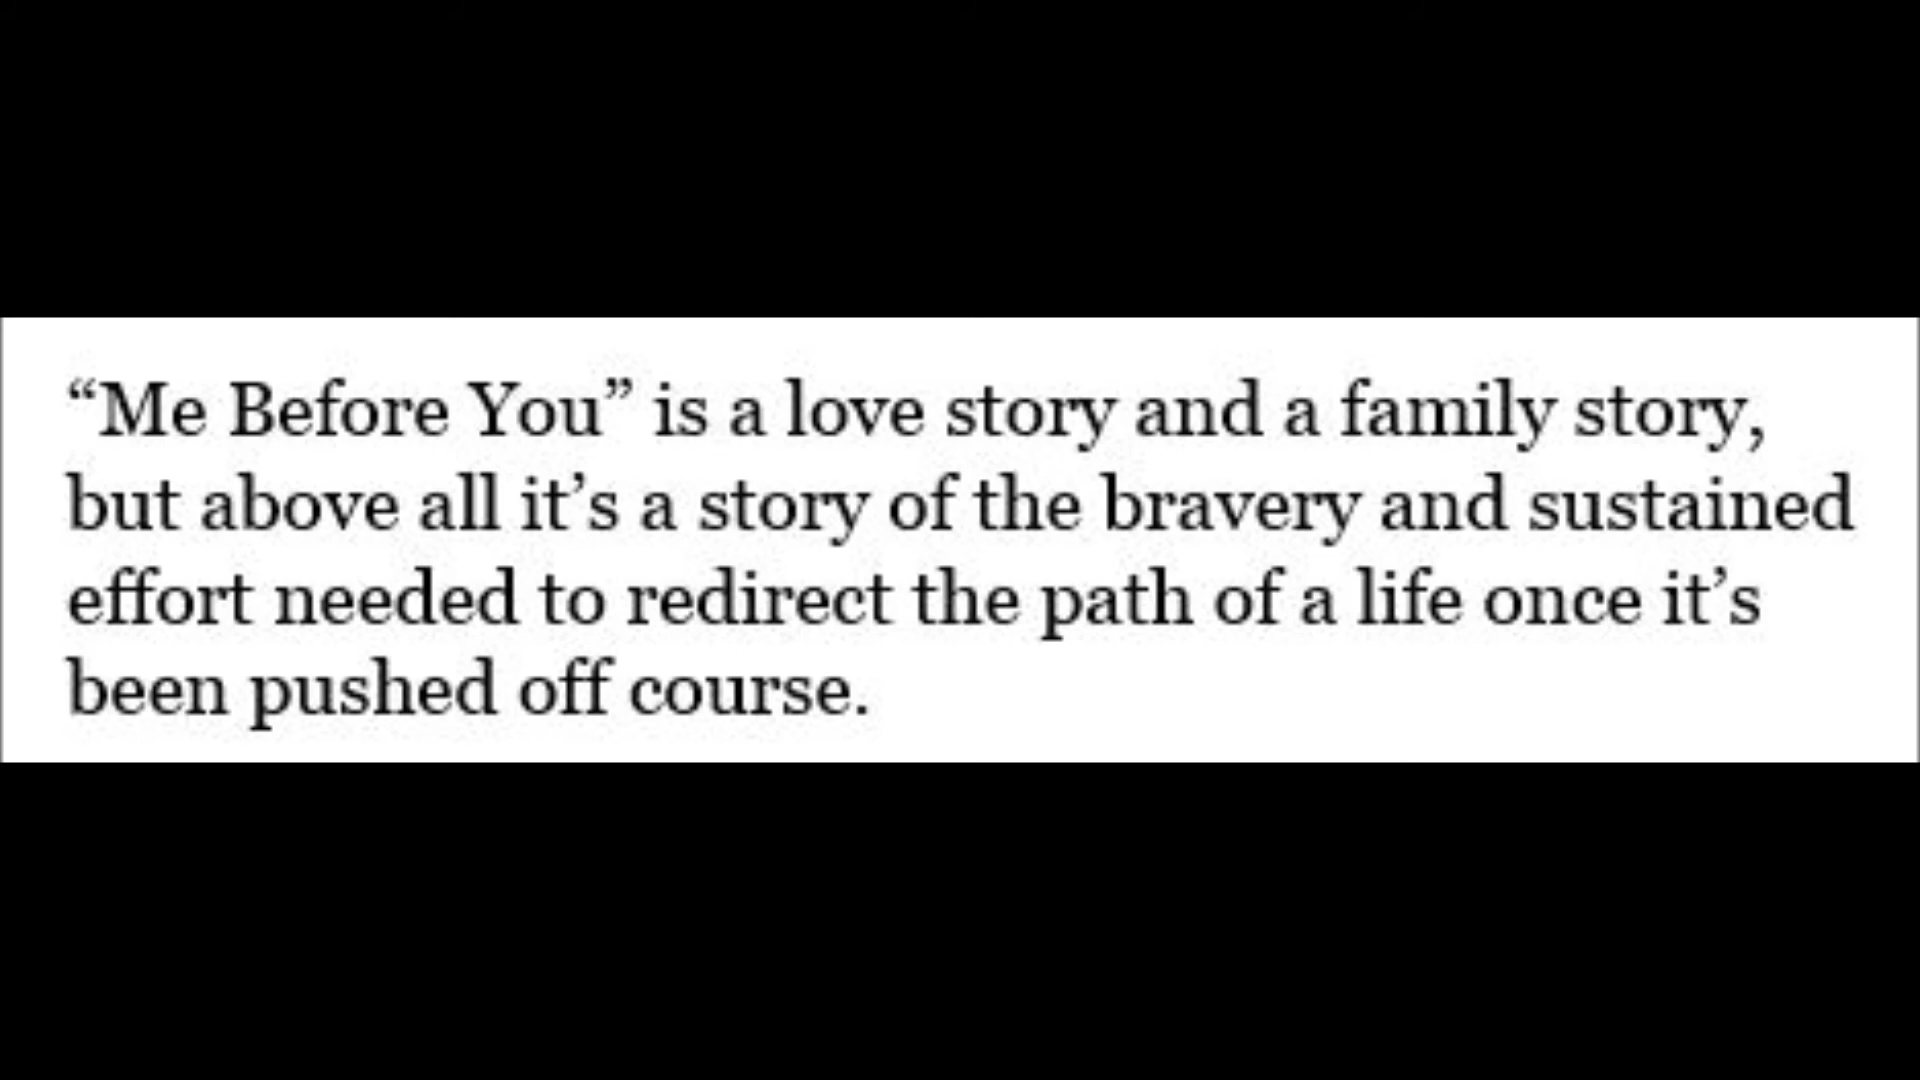 “Me Before You” is a love story and a family story,
but above all it’s a story of the bravery and sustained
effort needed to redirect the path of a life once it’s
been pushed off course.